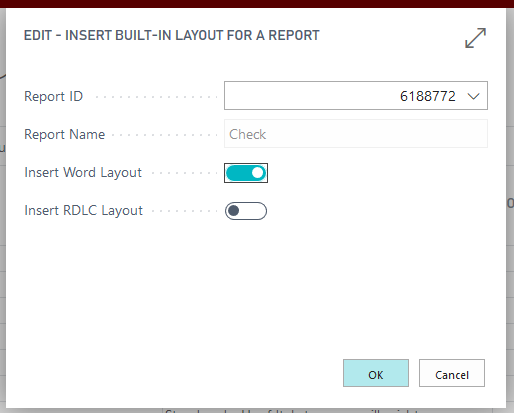 EDIT - INSERT BUILT-IN LAYOUT FOR A REPORT
Report ID 6188772
Report Name Check
Insert Word Layout
Insert RDLC Layout
OK Cancel